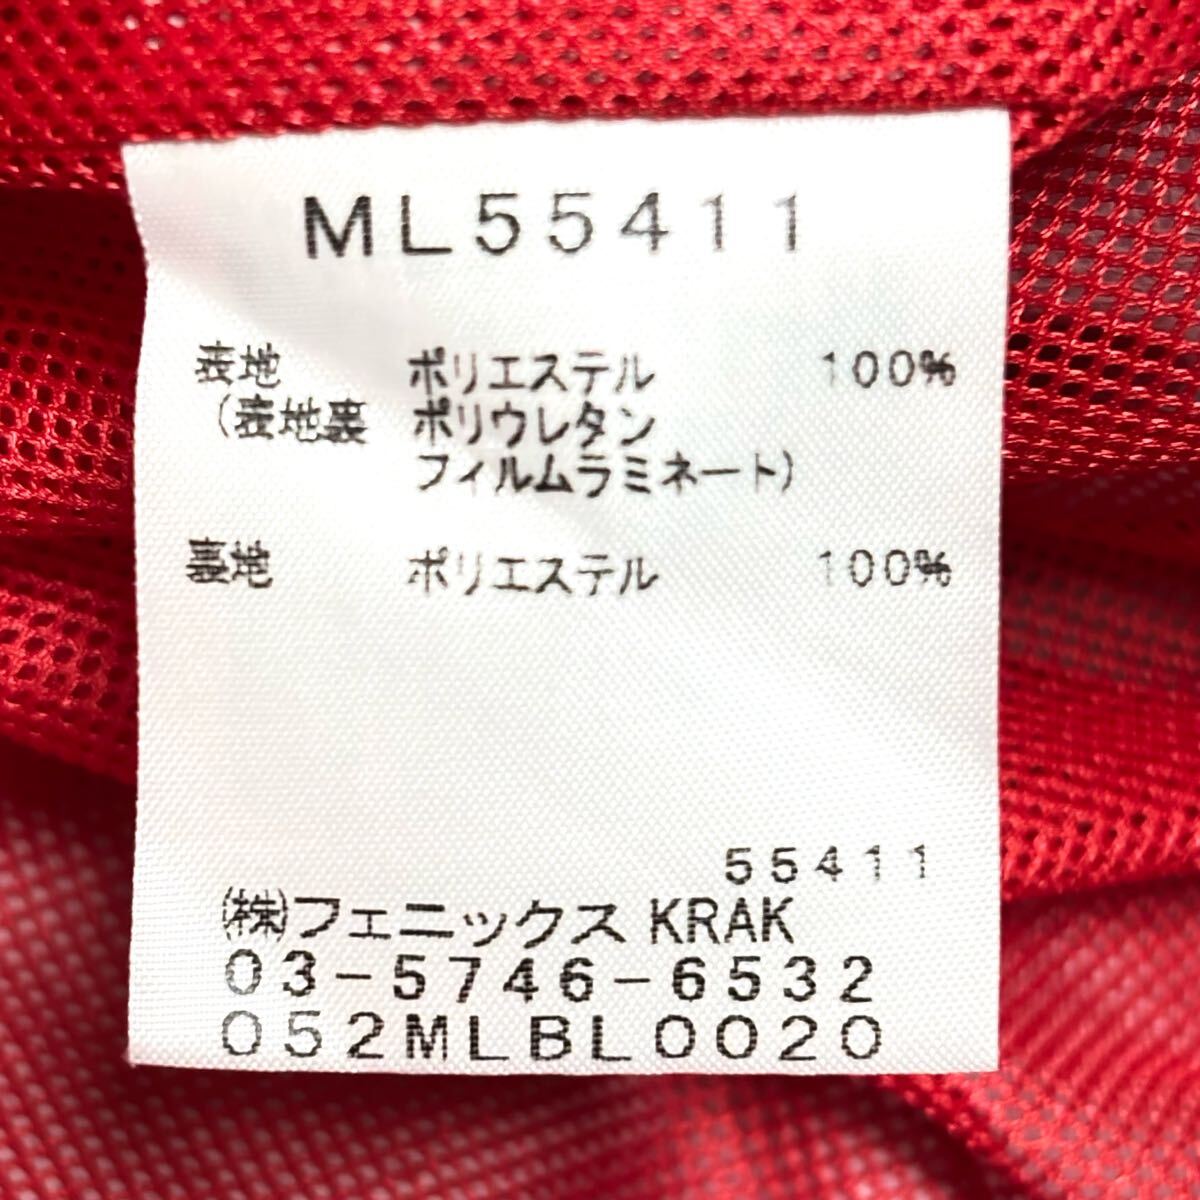 ML55411
表地 ポリエステル 100%
(表地裏 ポリウレタン
フィルムラミネート)
裏地 ポリエステル 100%
55411
㈱フェニックス KRAK
03-5746-6532
052MLBL0020